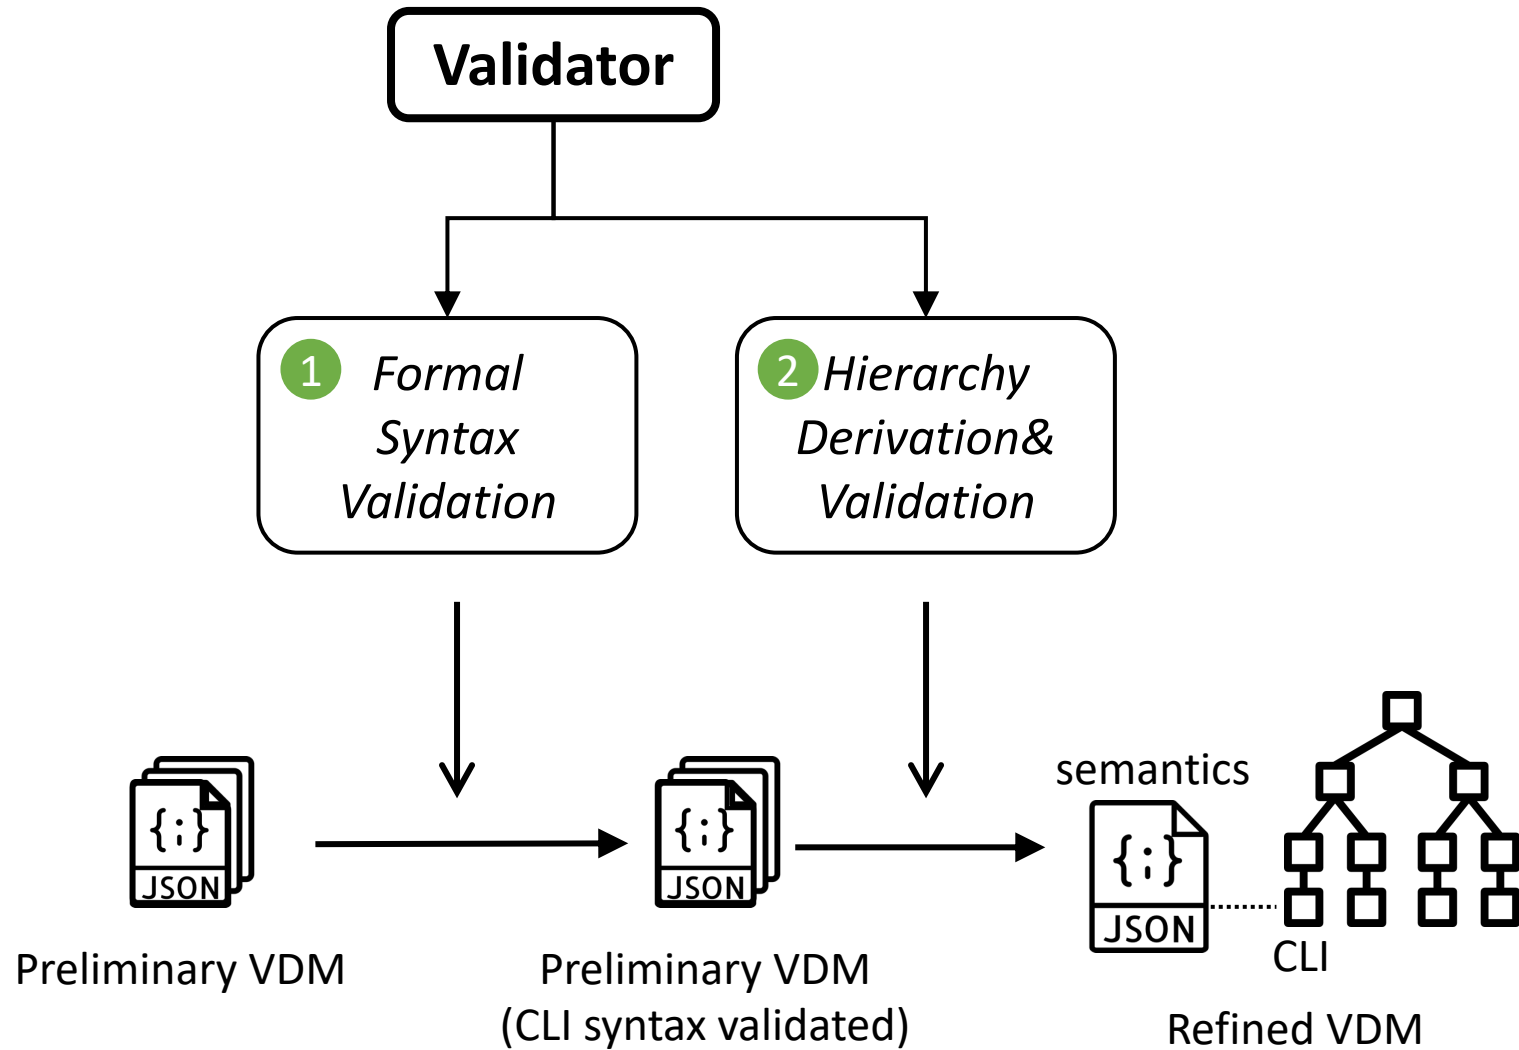 Validator
1 Formal
Syntax
Validation
2 Hierarchy
Derivation&
Validation
semantics
{;}
JSON
{;}
JSON
{;}
JSON
CLI
Preliminary VDM
Preliminary VDM
(CLI syntax validated)
Refined VDM